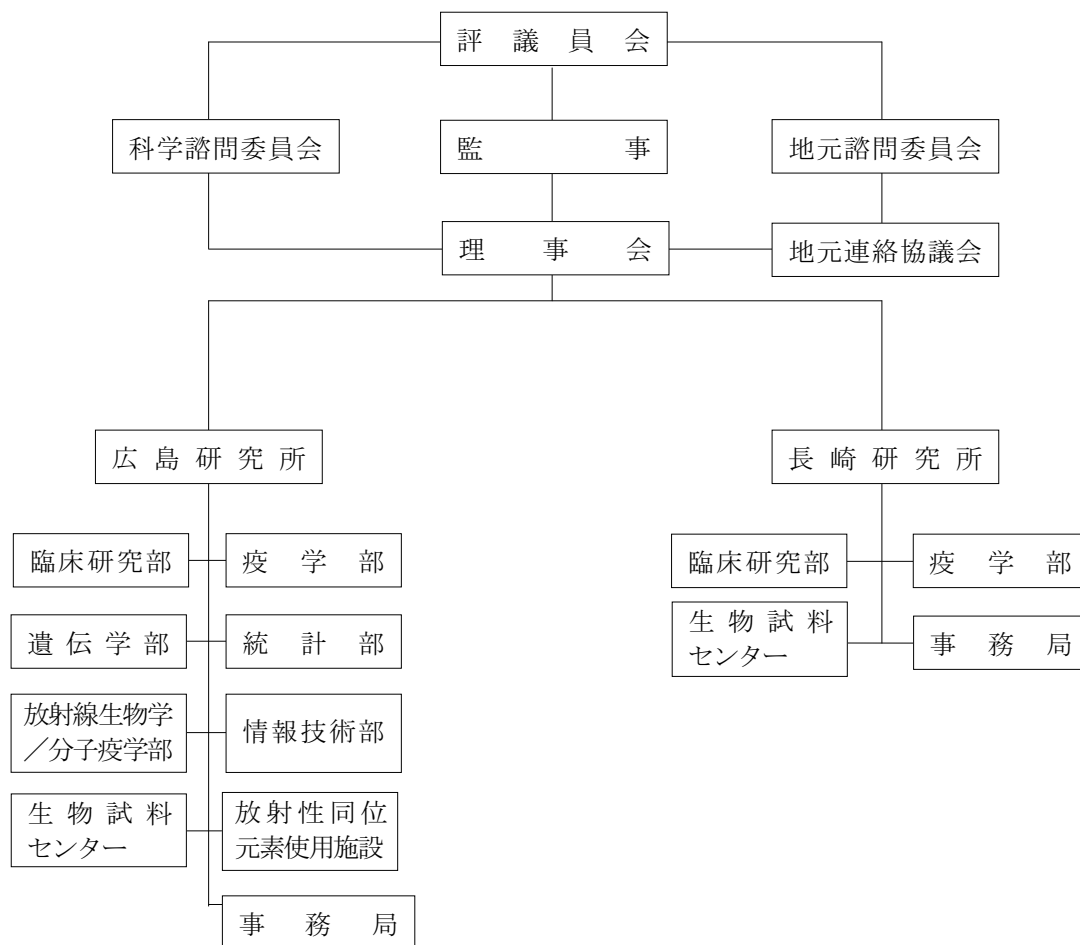 評議員会
科学諮問委員会
監事
地元諮問委員会
理事会
地元連絡協議会
広島研究所
長崎研究所
臨床研究部
疫学部
遺伝学部
統計部
放射線生物学
／分子疫学部
情報技術部
生物試料
センター
放射性同位
元素使用施設
事務局
臨床研究部
疫学部
生物試料
センター
事務局